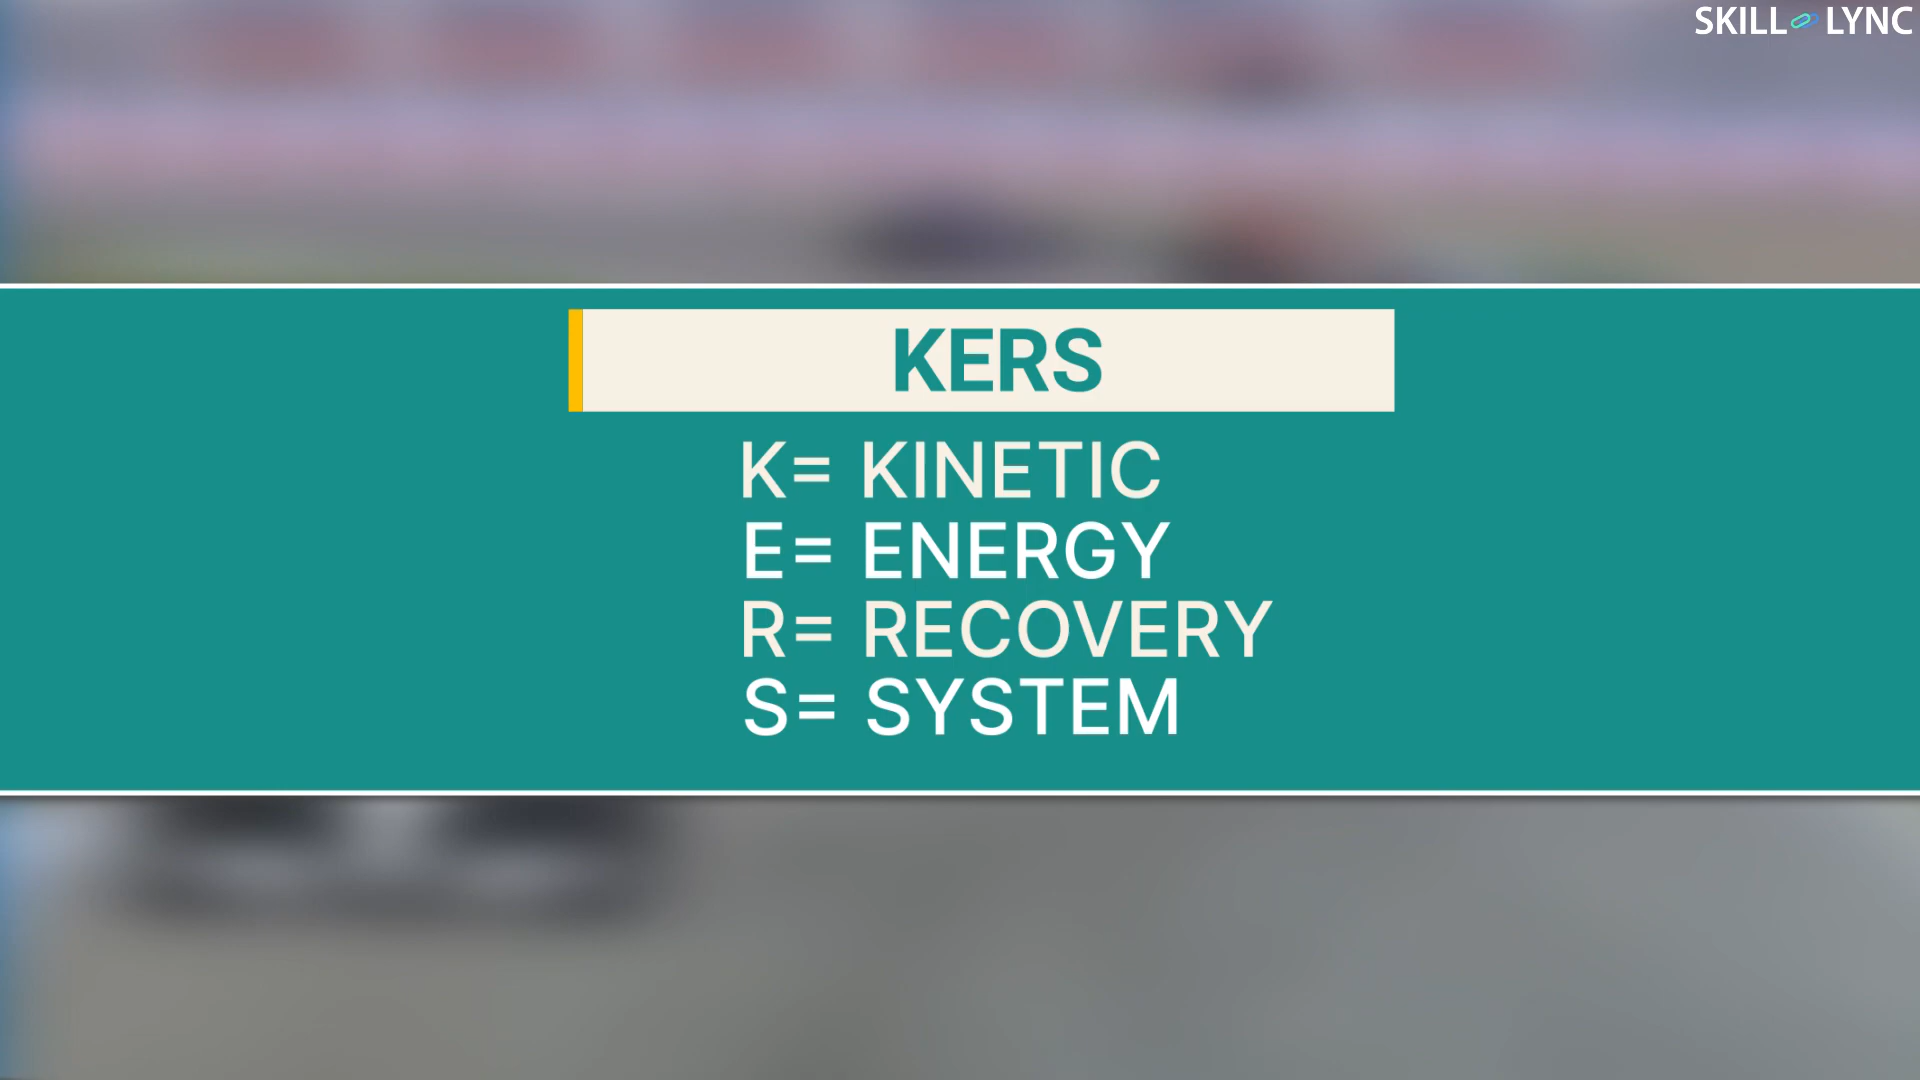 SKILL LYNC
KERS
K= KINETIC
E= ENERGY
R= RECOVERY
S= SYSTEM